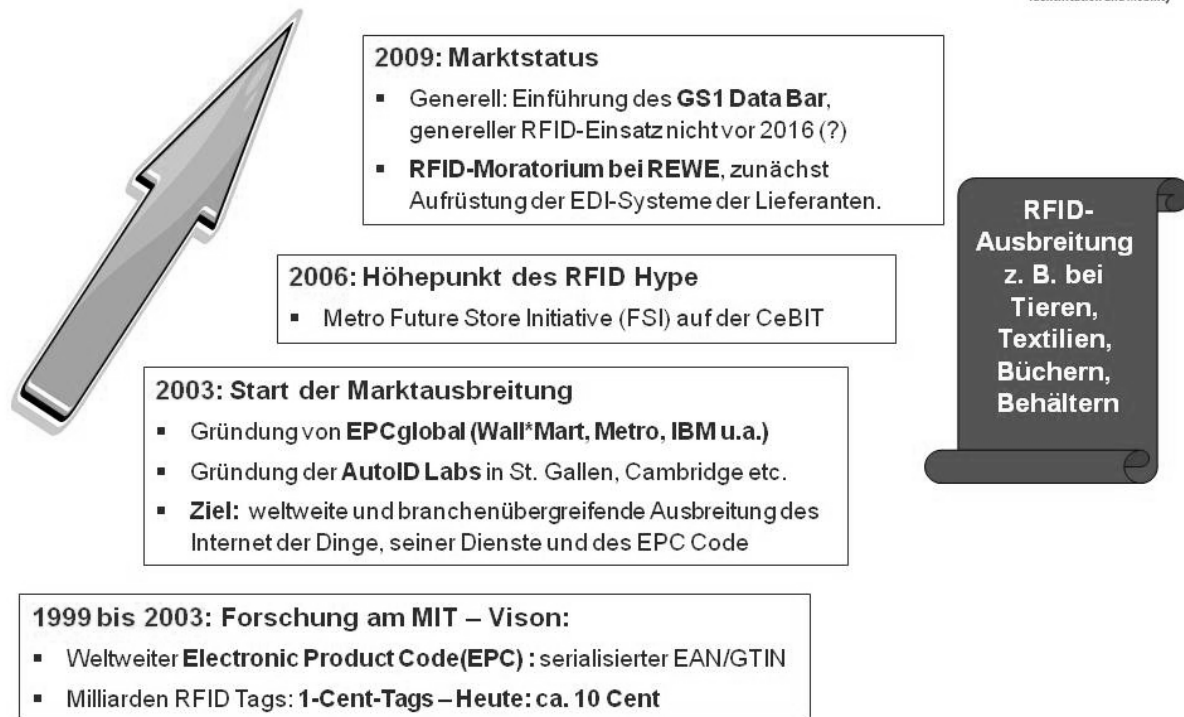 2009: Marktstatus
▪ Generell: Einführung des GS1 Data Bar,
genereller RFID-Einsatz nicht vor 2016 (?)
▪ RFID-Moratorium bei REWE, zunächst
Aufrüstung der EDI-Systeme der Lieferanten.
2006: Höhepunkt des RFID Hype
▪ Metro Future Store Initiative (FSI) auf der CeBIT
2003: Start der Marktausbreitung
▪ Gründung von EPCglobal (Wall*Mart, Metro, IBM u.a.)
▪ Gründung der AutoID Labs in St. Gallen, Cambridge etc.
▪ Ziel: weltweite und branchenübergreifende Ausbreitung des
Internet der Dinge, seiner Dienste und des EPC Code
1999 bis 2003: Forschung am MIT – Vison:
▪ Weltweiter Electronic Product Code(EPC) : serialisierter EAN/GTIN
▪ Milliarden RFID Tags: 1-Cent-Tags – Heute: ca. 10 Cent
RFID-
Ausbreitung
z. B. bei
Tieren,
Textilien,
Büchern,
Behältern